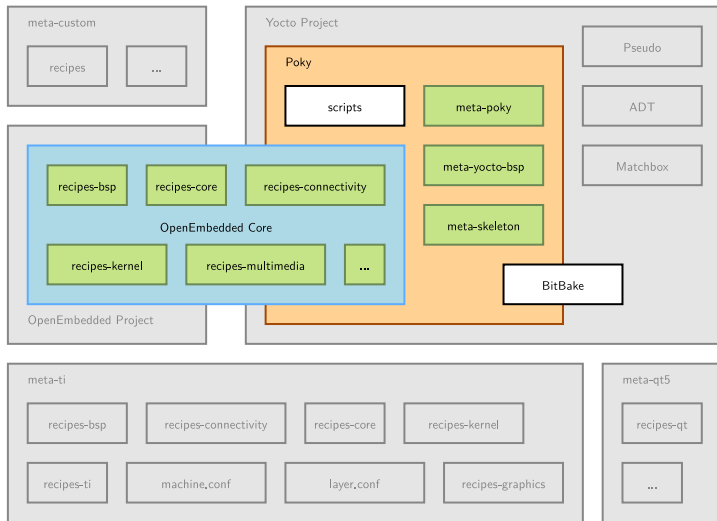 meta-custom
recipes
...
Yocto Project
Pseudo
ADT
Matchbox
Poky
scripts
meta-poky
meta-yocto-bsp
meta-skeleton
BitBake
recipes-bsp
recipes-core
recipes-connectivity
OpenEmbedded Core
recipes-kernel
recipes-multimedia
...
OpenEmbedded Project
meta-ti
recipes-bsp
recipes-connectivity
recipes-core
recipes-kernel
recipes-ti
machine.conf
layer.conf
recipes-graphics
meta-qt5
recipes-qt
...